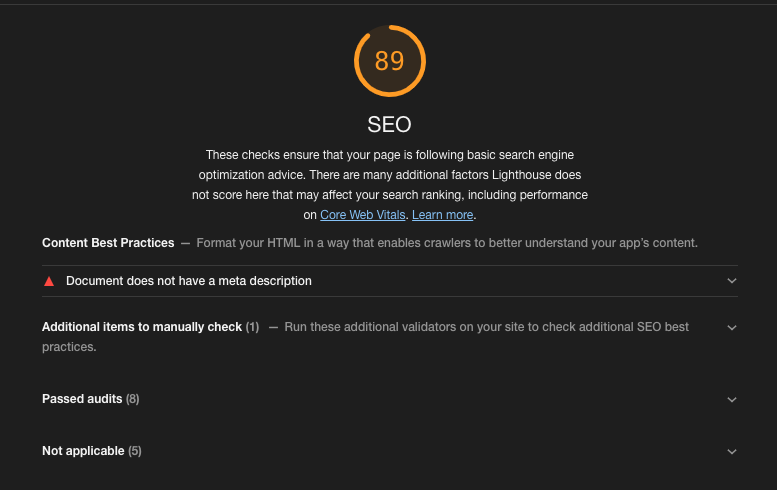 89
SEO
These checks ensure that your page is following basic search engine
optimization advice. There are many additional factors Lighthouse does
not score here that may affect your search ranking, including performance
on Core Web Vitals. Learn more.
Content Best Practices — Format your HTML in a way that enables crawlers to better understand your app’s content.
Document does not have a meta description
Additional items to manually check (1) — Run these additional validators on your site to check additional SEO best
practices.
Passed audits (8)
Not applicable (5)